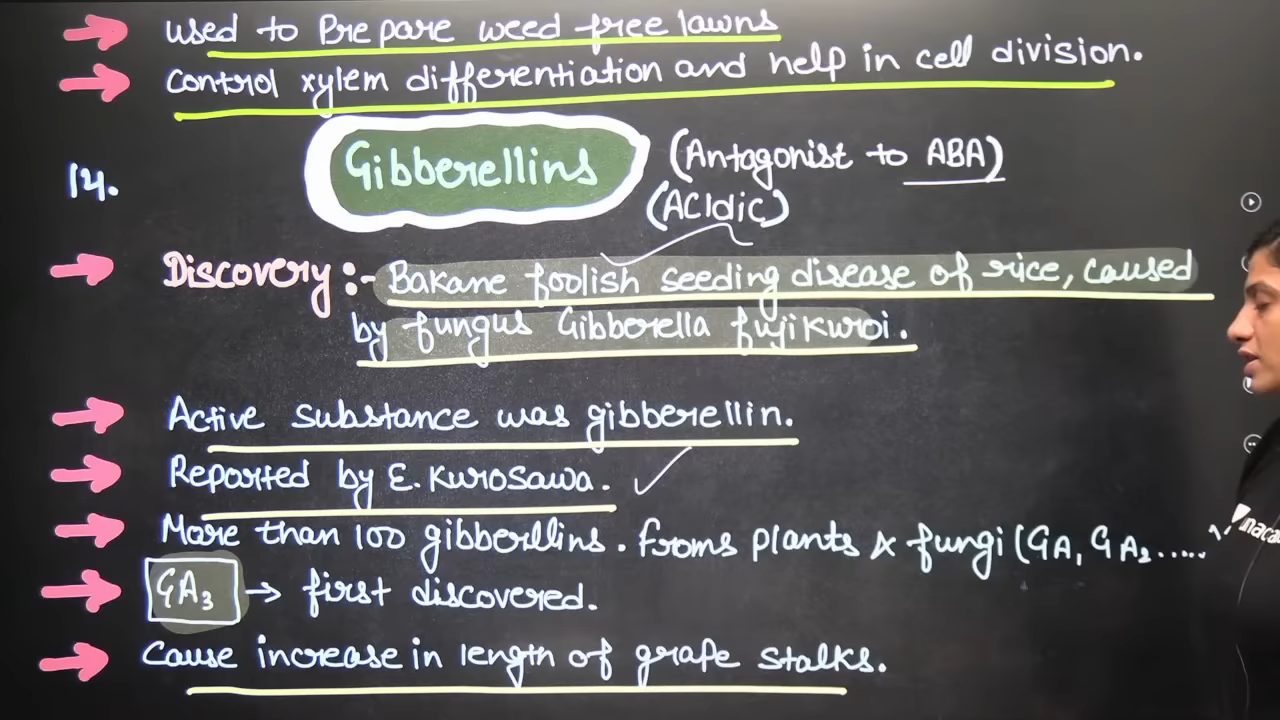 used to Prepare weed free lawns
control xylem differentiation and help in cell division.
14. Gibberellins (Antagonist to ABA)
(Acidic)
Discovery :- Bakane foolish seeding disease of rice, caused
by fungus Gibberella fujikuroi.
Active substance was gibberellin.
Reported by E. Kurosawa.
More than 100 gibberllins. froms plants & fungi (GA, GA2.....
GA3 → first discovered.
Cause increase in length of grape stalks.